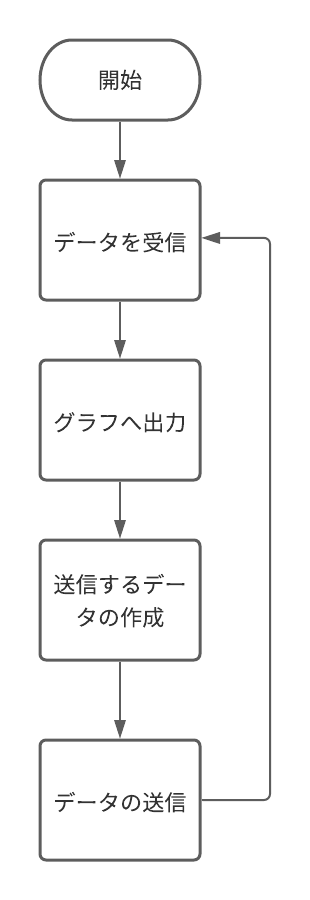 開始
データを受信
グラフへ出力
送信するデー
タの作成
データの送信